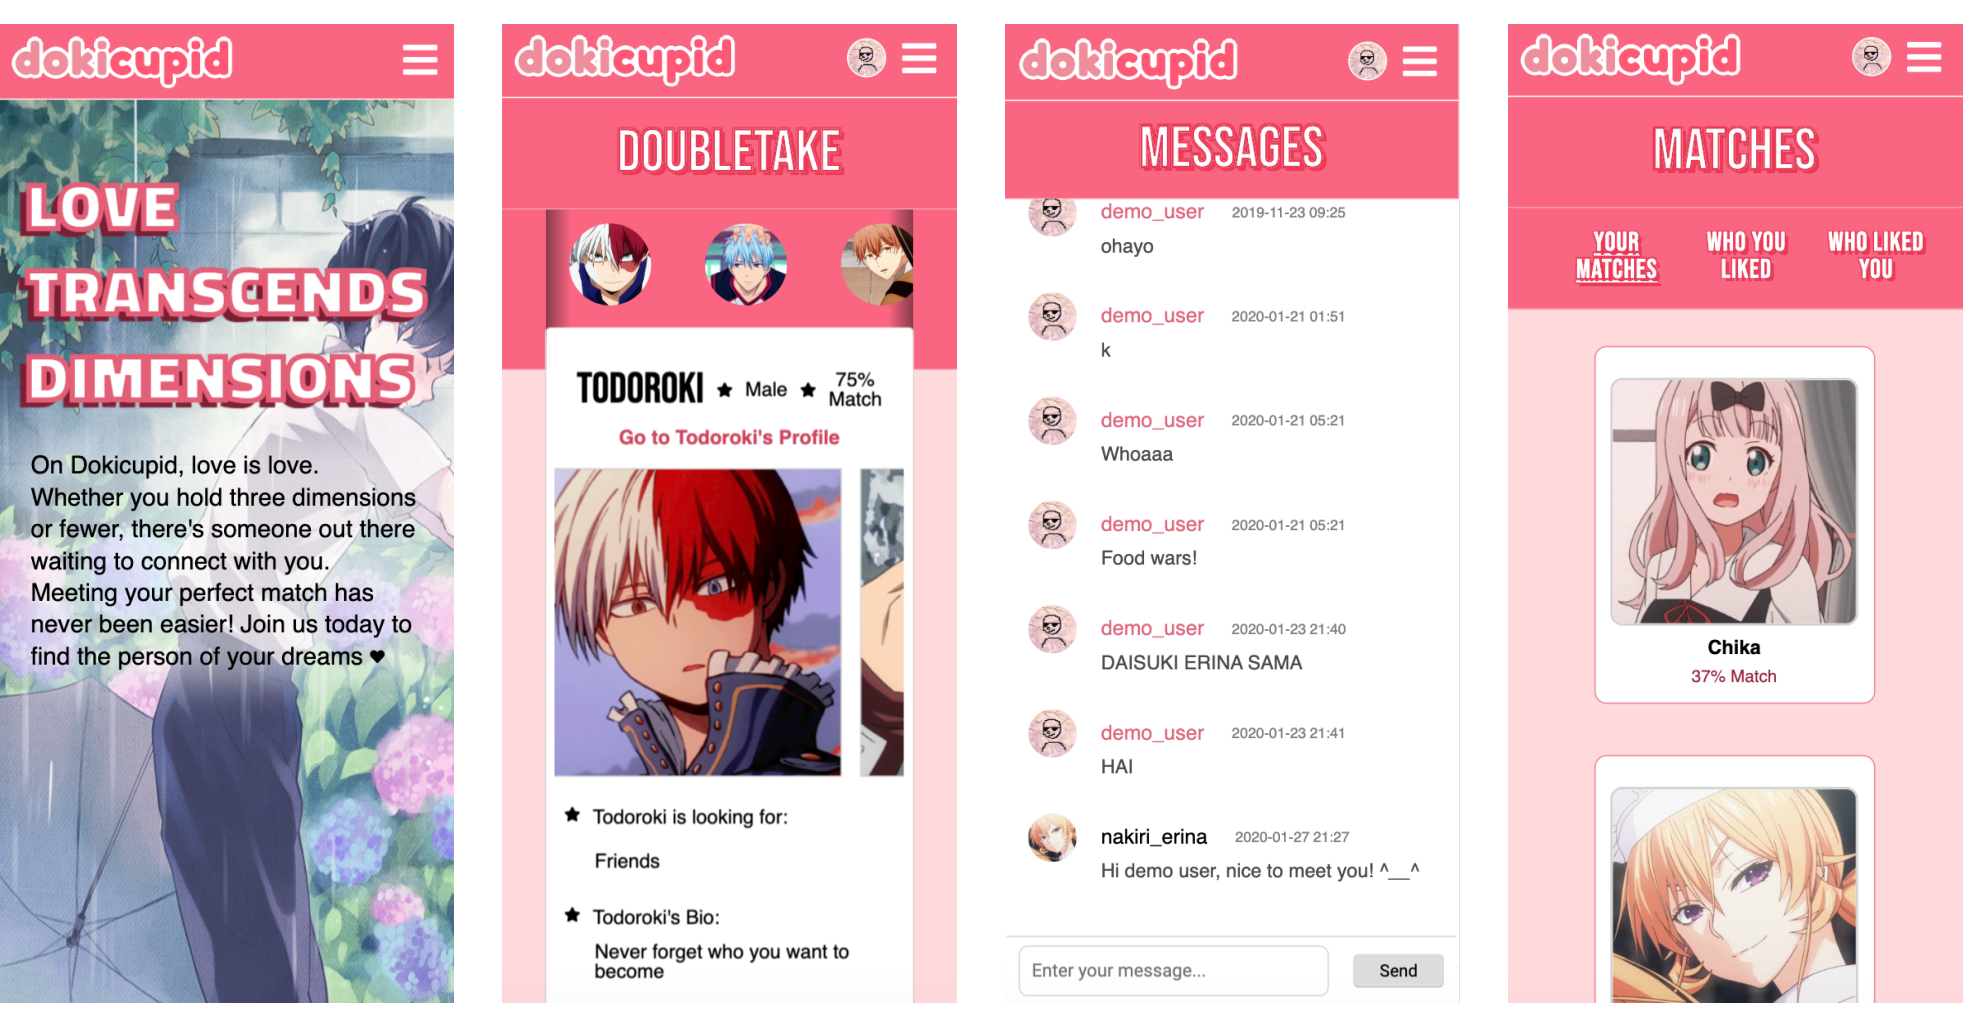 dokicupid
LOVE
TRANSCENDS
DIMENSIONS
On Dokicupid, love is love.
Whether you hold three dimensions
or fewer, there's someone out there
waiting to connect with you.
Meeting your perfect match has
never been easier! Join us today to
find the person of your dreams ♥
dokicupid
DOUBLETAKE
TODOROKI ★ Male ★ 75%
Match
Go to Todoroki's Profile
★ Todoroki is looking for:
Friends
★ Todoroki's Bio:
Never forget who you want to
become
dokicupid
MESSAGES
demo_user 2019-11-23 09:25
ohayo
demo_user 2020-01-21 01:51
k
demo_user 2020-01-21 05:21
Whoaaa
demo_user 2020-01-21 05:21
Food wars!
demo_user 2020-01-23 21:40
DAISUKI ERINA SAMA
demo_user 2020-01-23 21:41
HAI
nakiri_erina 2020-01-27 21:27
Hi demo user, nice to meet you! ^__^
Enter your message... Send
dokicupid
MATCHES
YOUR
MATCHES
WHO YOU
LIKED
WHO LIKED
YOU
Chika
37% Match